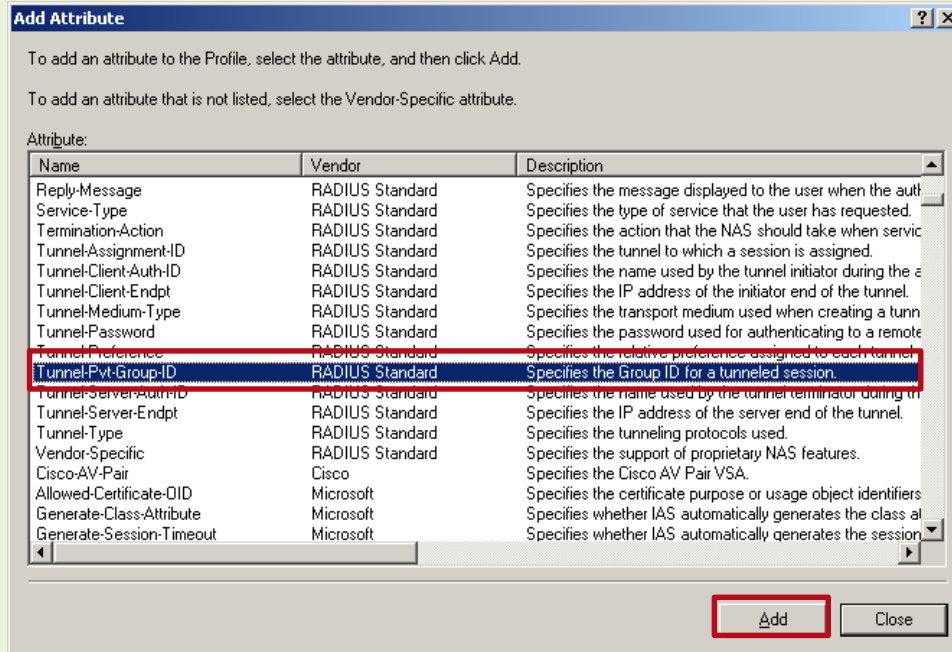 Add Attribute
To add an attribute to the Profile, select the attribute, and then click Add.
To add an attribute that is not listed, select the Vendor-Specific attribute.
Attribute:
Name Vendor Description
Reply-Message RADIUS Standard Specifies the message displayed to the user when the auth
Service-Type RADIUS Standard Specifies the type of service that the user has requested.
Termination-Action RADIUS Standard Specifies the action that the NAS should take when servic
Tunnel-Assignment-ID RADIUS Standard Specifies the tunnel to which a session is assigned.
Tunnel-Client-Auth-ID RADIUS Standard Specifies the name used by the tunnel initiator during the a
Tunnel-Client-Endpt RADIUS Standard Specifies the IP address of the initiator end of the tunnel.
Tunnel-Medium-Type RADIUS Standard Specifies the transport medium used when creating a tunn
Tunnel-Password RADIUS Standard Specifies the password used for authenticating to a remote
Tunnel-Preference RADIUS Standard Specifies the relative preference assigned to each tunnel
Tunnel-Pvt-Group-ID RADIUS Standard Specifies the Group ID for a tunneled session.
Tunnel-Server-Auth-ID RADIUS Standard Specifies the name used by the tunnel terminator during th
Tunnel-Server-Endpt RADIUS Standard Specifies the IP address of the server end of the tunnel.
Tunnel-Type RADIUS Standard Specifies the tunneling protocols used.
Vendor-Specific RADIUS Standard Specifies the support of proprietary NAS features.
Cisco-AV-Pair Cisco Specifies the Cisco AV Pair VSA.
Allowed-Certificate-OID Microsoft Specifies the certificate purpose or usage object identifiers
Generate-Class-Attribute Microsoft Specifies whether IAS automatically generates the class at
Generate-Session-Timeout Microsoft Specifies whether IAS automatically generates the session
Add Close